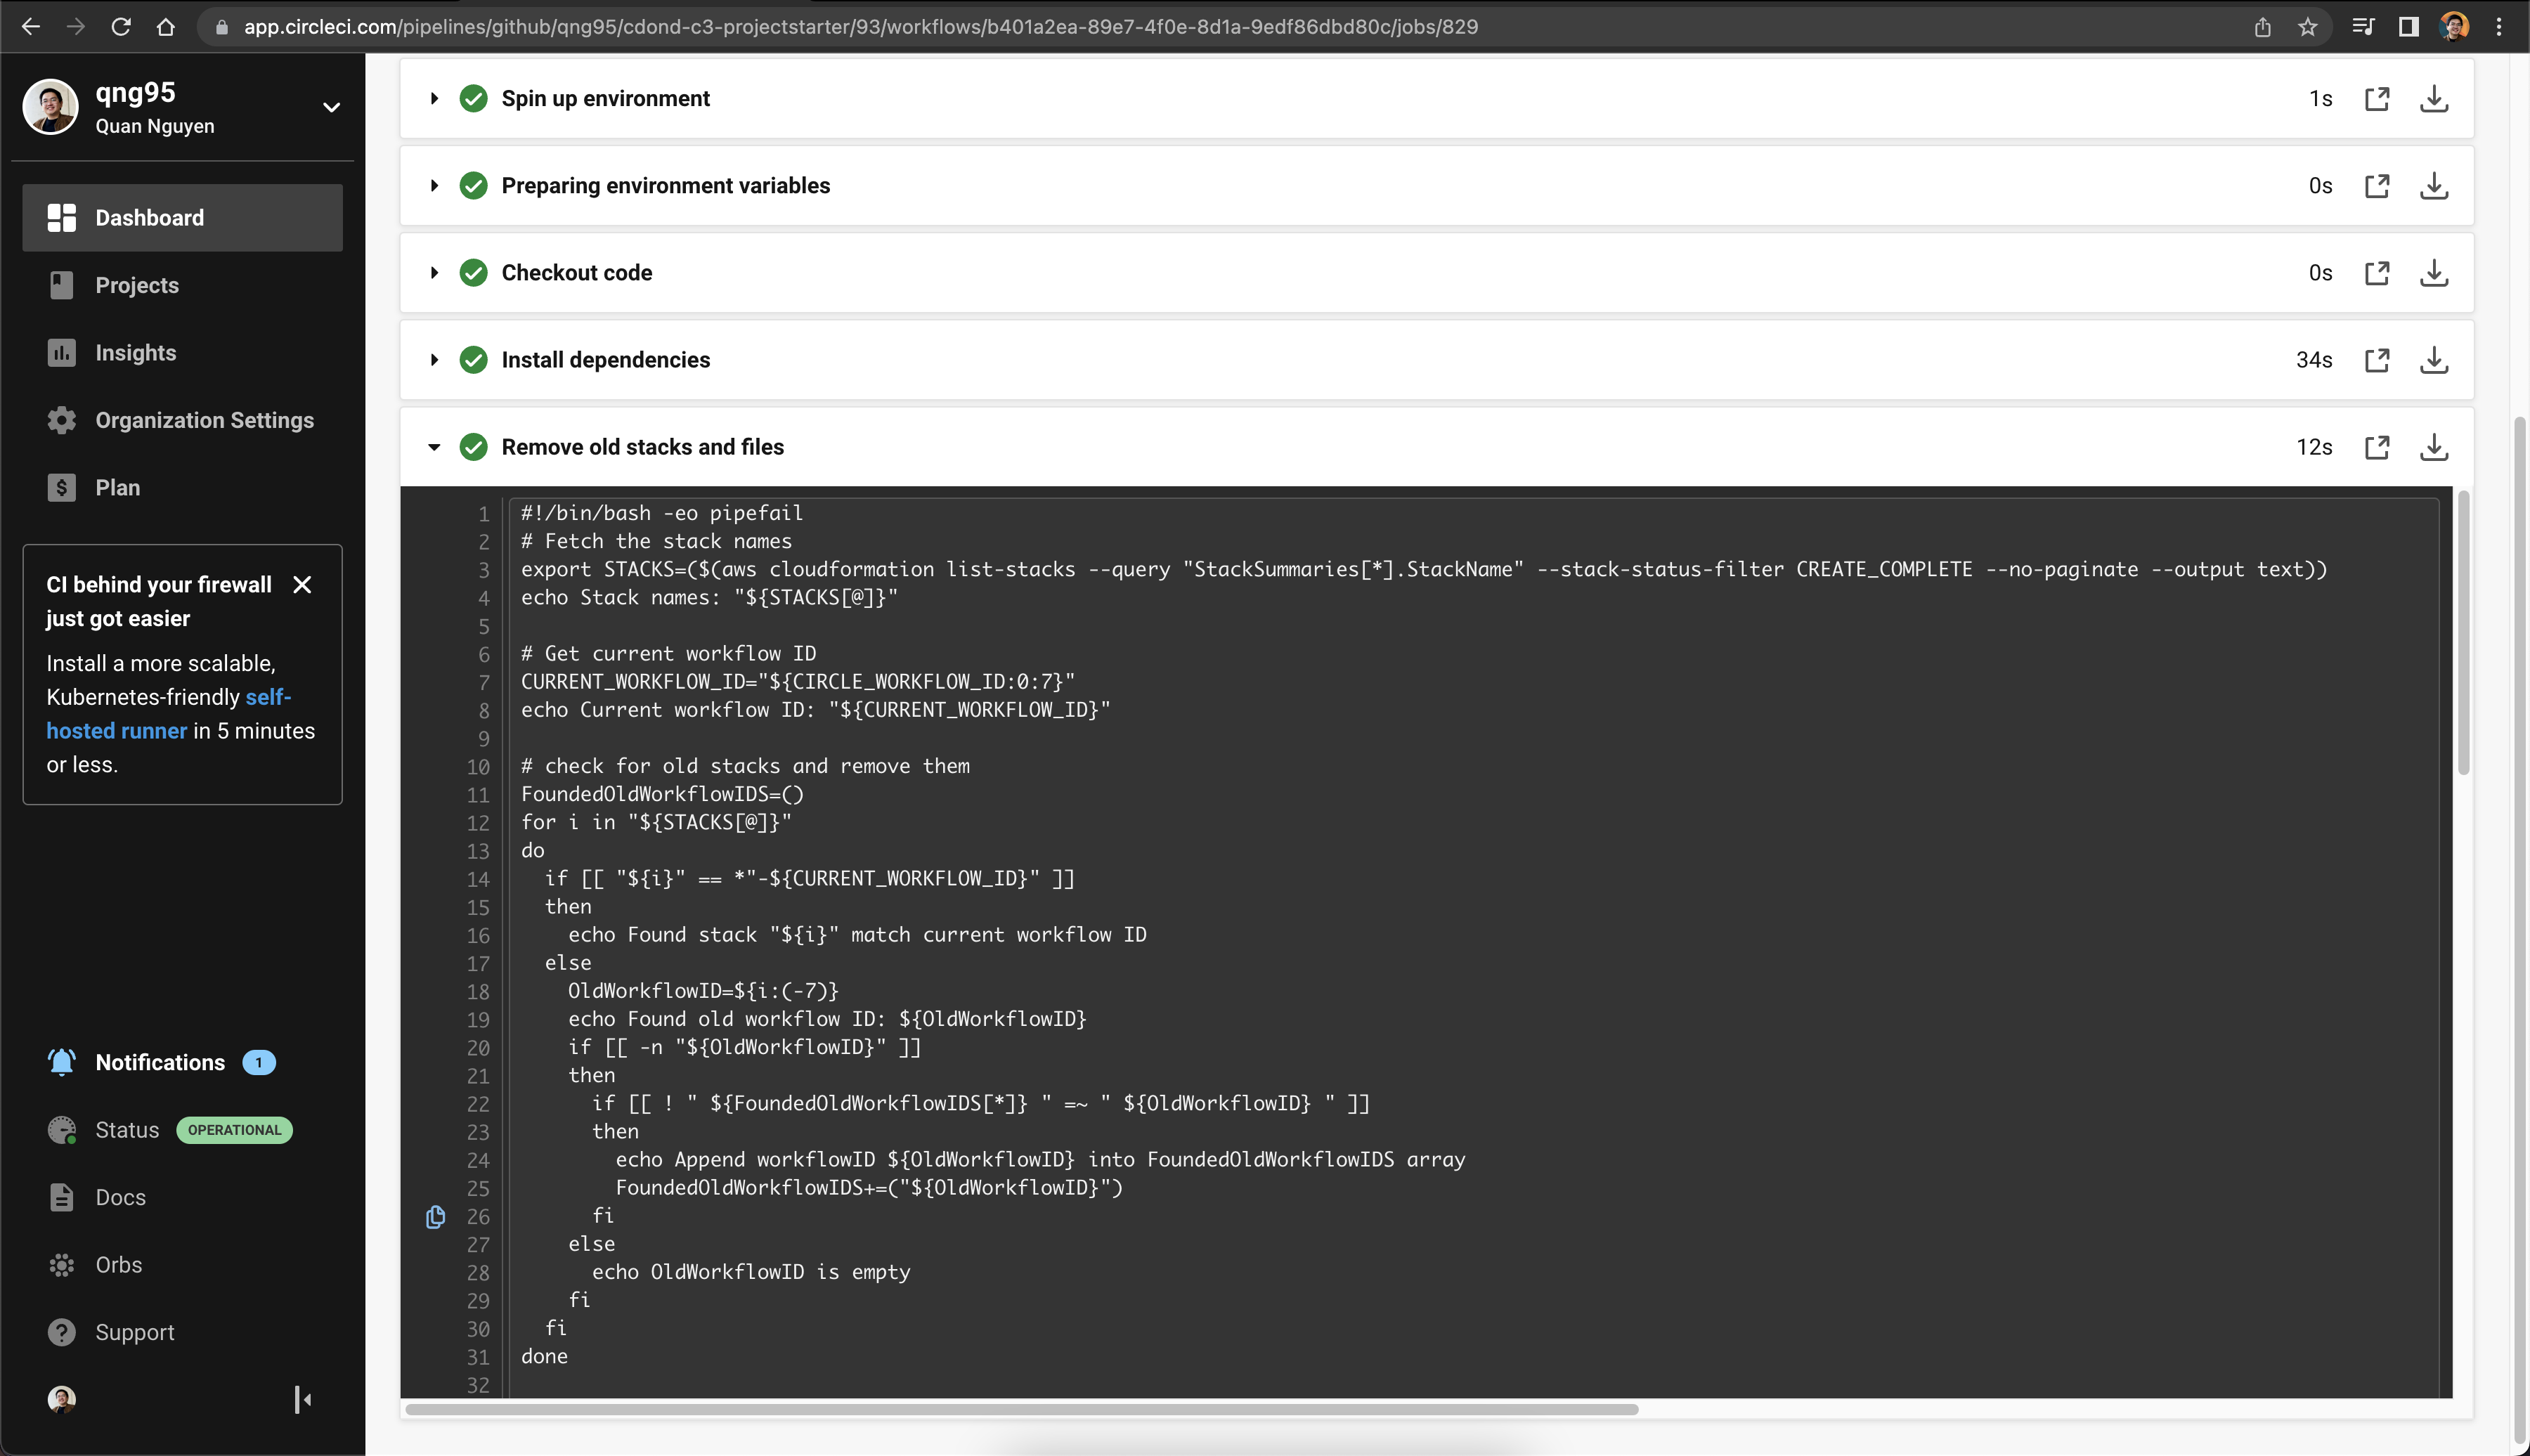 app.circleci.com/pipelines/github/qng95/cdond-c3-projectstarter/93/workflows/b401a2ea-89e7-4f0e-8d1a-9edf86dbd80c/jobs/829
qng95
Quan Nguyen
Dashboard
Projects
Insights
Organization Settings
Plan
CI behind your firewall
just got easier
Install a more scalable,
Kubernetes-friendly self-
hosted runner in 5 minutes
or less.
Notifications 1
Status OPERATIONAL
Docs
Orbs
Support
Spin up environment 1s
Preparing environment variables 0s
Checkout code 0s
Install dependencies 34s
Remove old stacks and files 12s
1 #!/bin/bash -eo pipefail
2 # Fetch the stack names
3 export STACKS=($(aws cloudformation list-stacks --query "StackSummaries[*].StackName" --stack-status-filter CREATE_COMPLETE --no-paginate --output text))
4 echo Stack names: "${STACKS[@]}"
5
6 # Get current workflow ID
7 CURRENT_WORKFLOW_ID="${CIRCLE_WORKFLOW_ID:0:7}"
8 echo Current workflow ID: "${CURRENT_WORKFLOW_ID}"
9
10 # check for old stacks and remove them
11 FoundedOldWorkflowIDS=()
12 for i in "${STACKS[@]}"
13 do
14   if [[ "${i}" == *"-${CURRENT_WORKFLOW_ID}" ]]
15   then
16     echo Found stack "${i}" match current workflow ID
17   else
18     OldWorkflowID=${i:(-7)}
19     echo Found old workflow ID: ${OldWorkflowID}
20     if [[ -n "${OldWorkflowID}" ]]
21     then
22       if [[ ! " ${FoundedOldWorkflowIDS[*]} " =~ " ${OldWorkflowID} " ]]
23       then
24         echo Append workflowID ${OldWorkflowID} into FoundedOldWorkflowIDS array
25         FoundedOldWorkflowIDS+=("${OldWorkflowID}")
26       fi
27     else
28       echo OldWorkflowID is empty
29     fi
30   fi
31 done
32